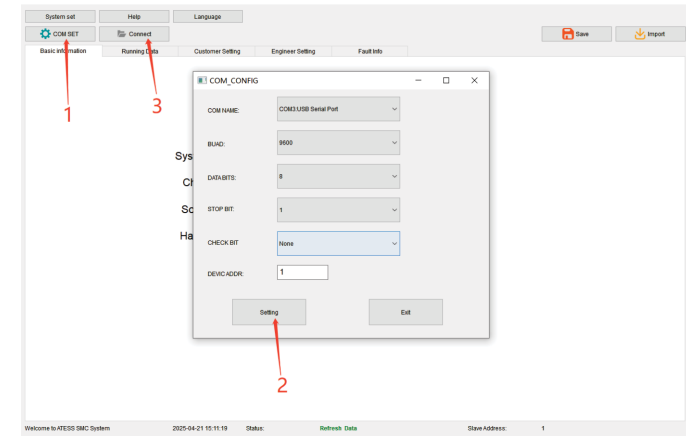 System set Help Language
COM SET Connect Save Import
Basic information Running Data Customer Setting Engineer Setting Fault Info
COM_CONFIG
1 3
COM NAME: COM3:USB Serial Port
BUAD: 9600
Sys
DATABITS: 8
STOP BIT: 1
Ha
CHECK BIT None
DEVIC ADDR: 1
Setting Exit
2
Welcome to ATESS SMC System 2025-04-21 15:11:19 Status: Refresh Data Slave Address: 1